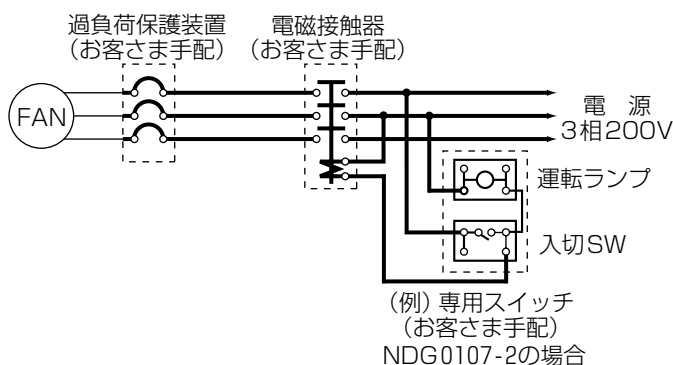 過負荷保護装置
(お客さま手配)
電磁接触器
(お客さま手配)
FAN
電 源
3相200V
運転ランプ
入切SW
(例) 専用スイッチ
(お客さま手配)
NDG0107-2の場合